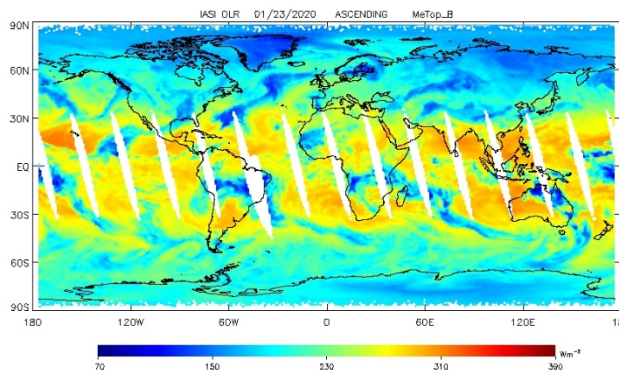 IASI OLR 01/23/2020 ASCENDING MeTop_B
90N
60N
30N
EQ
30S
60S
90S
180 120W 60W 0 60E 120E 18
70 150 230 310 390 Wm⁻²